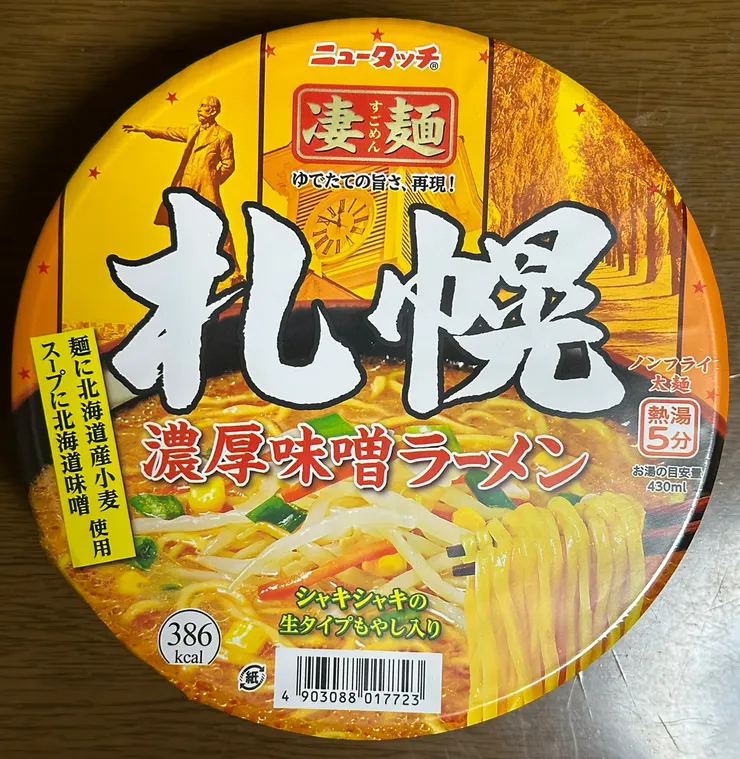 ニュータッチ®
凄麺
すごめん
ゆでたての旨さ、再現!
札幌
濃厚味噌ラーメン
麺に北海道産小麦
スープに北海道味噌 使用
ノンフライ
太麺
熱湯
5分
お湯の目安量
430ml
シャキシャキの
生タイプもやし入り
386
kcal
紙
4 903088 017723